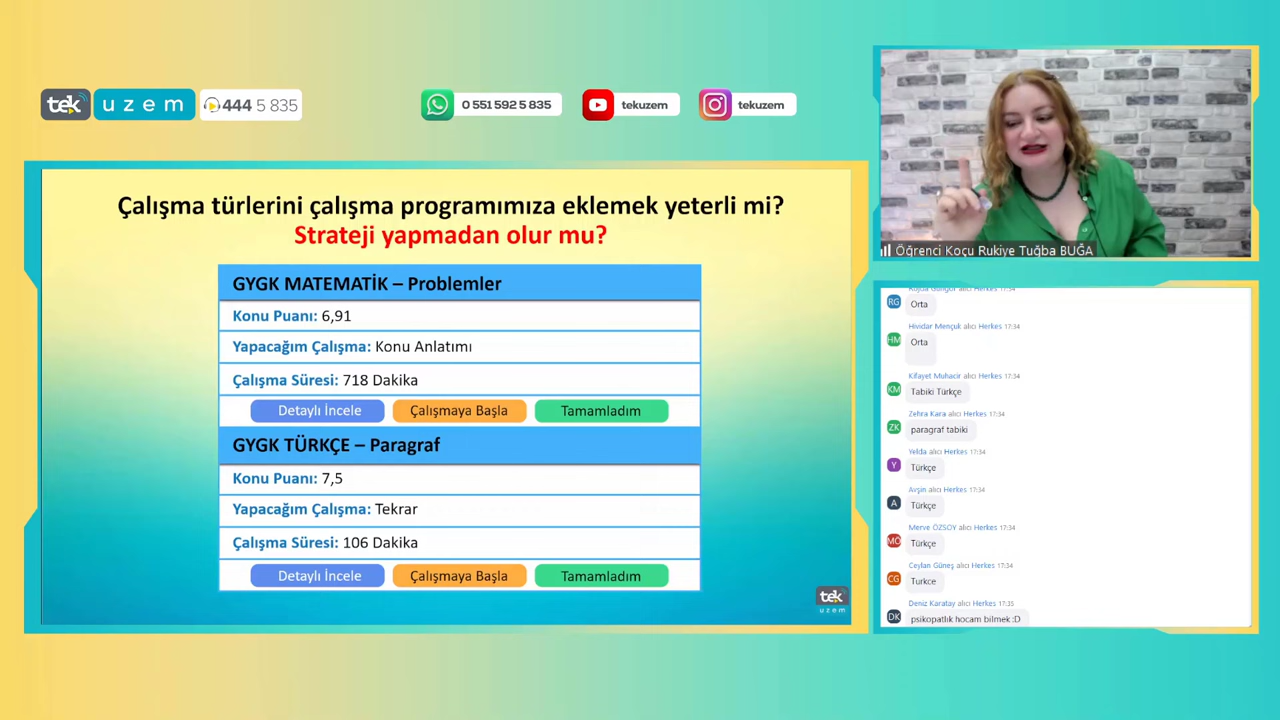 tek uzem 444 5 835
0 551 592 5 835
tekuzem
tekuzem
Çalışma türlerini çalışma programımıza eklemek yeterli mi?
Strateji yapmadan olur mu?
GYGK MATEMATİK – Problemler
Konu Puanı: 6,91
Yapacağım Çalışma: Konu Anlatımı
Çalışma Süresi: 718 Dakika
Detaylı İncele Çalışmaya Başla Tamamladım
GYGK TÜRKÇE – Paragraf
Konu Puanı: 7,5
Yapacağım Çalışma: Tekrar
Çalışma Süresi: 106 Dakika
Detaylı İncele Çalışmaya Başla Tamamladım
tek
uzem
Öğrenci Koçu Rukiye Tuğba BUĞA
RG Orta
Hividar Mençuk alıcı Herkes 17:34
HM Orta
Kifayet Muhacir alıcı Herkes 17:34
KM Tabiki Türkçe
Zehra Kara alıcı Herkes 17:34
ZK paragraf tabiki
Yelda alıcı Herkes 17:34
Y Türkçe
Avşin alıcı Herkes 17:34
A Türkçe
Merve ÖZSOY alıcı Herkes 17:34
MÖ Türkçe
Ceylan Güneş alıcı Herkes 17:34
CG Turkce
Deniz Karatay alıcı Herkes 17:35
DK psikopatlık hocam bilmek :D